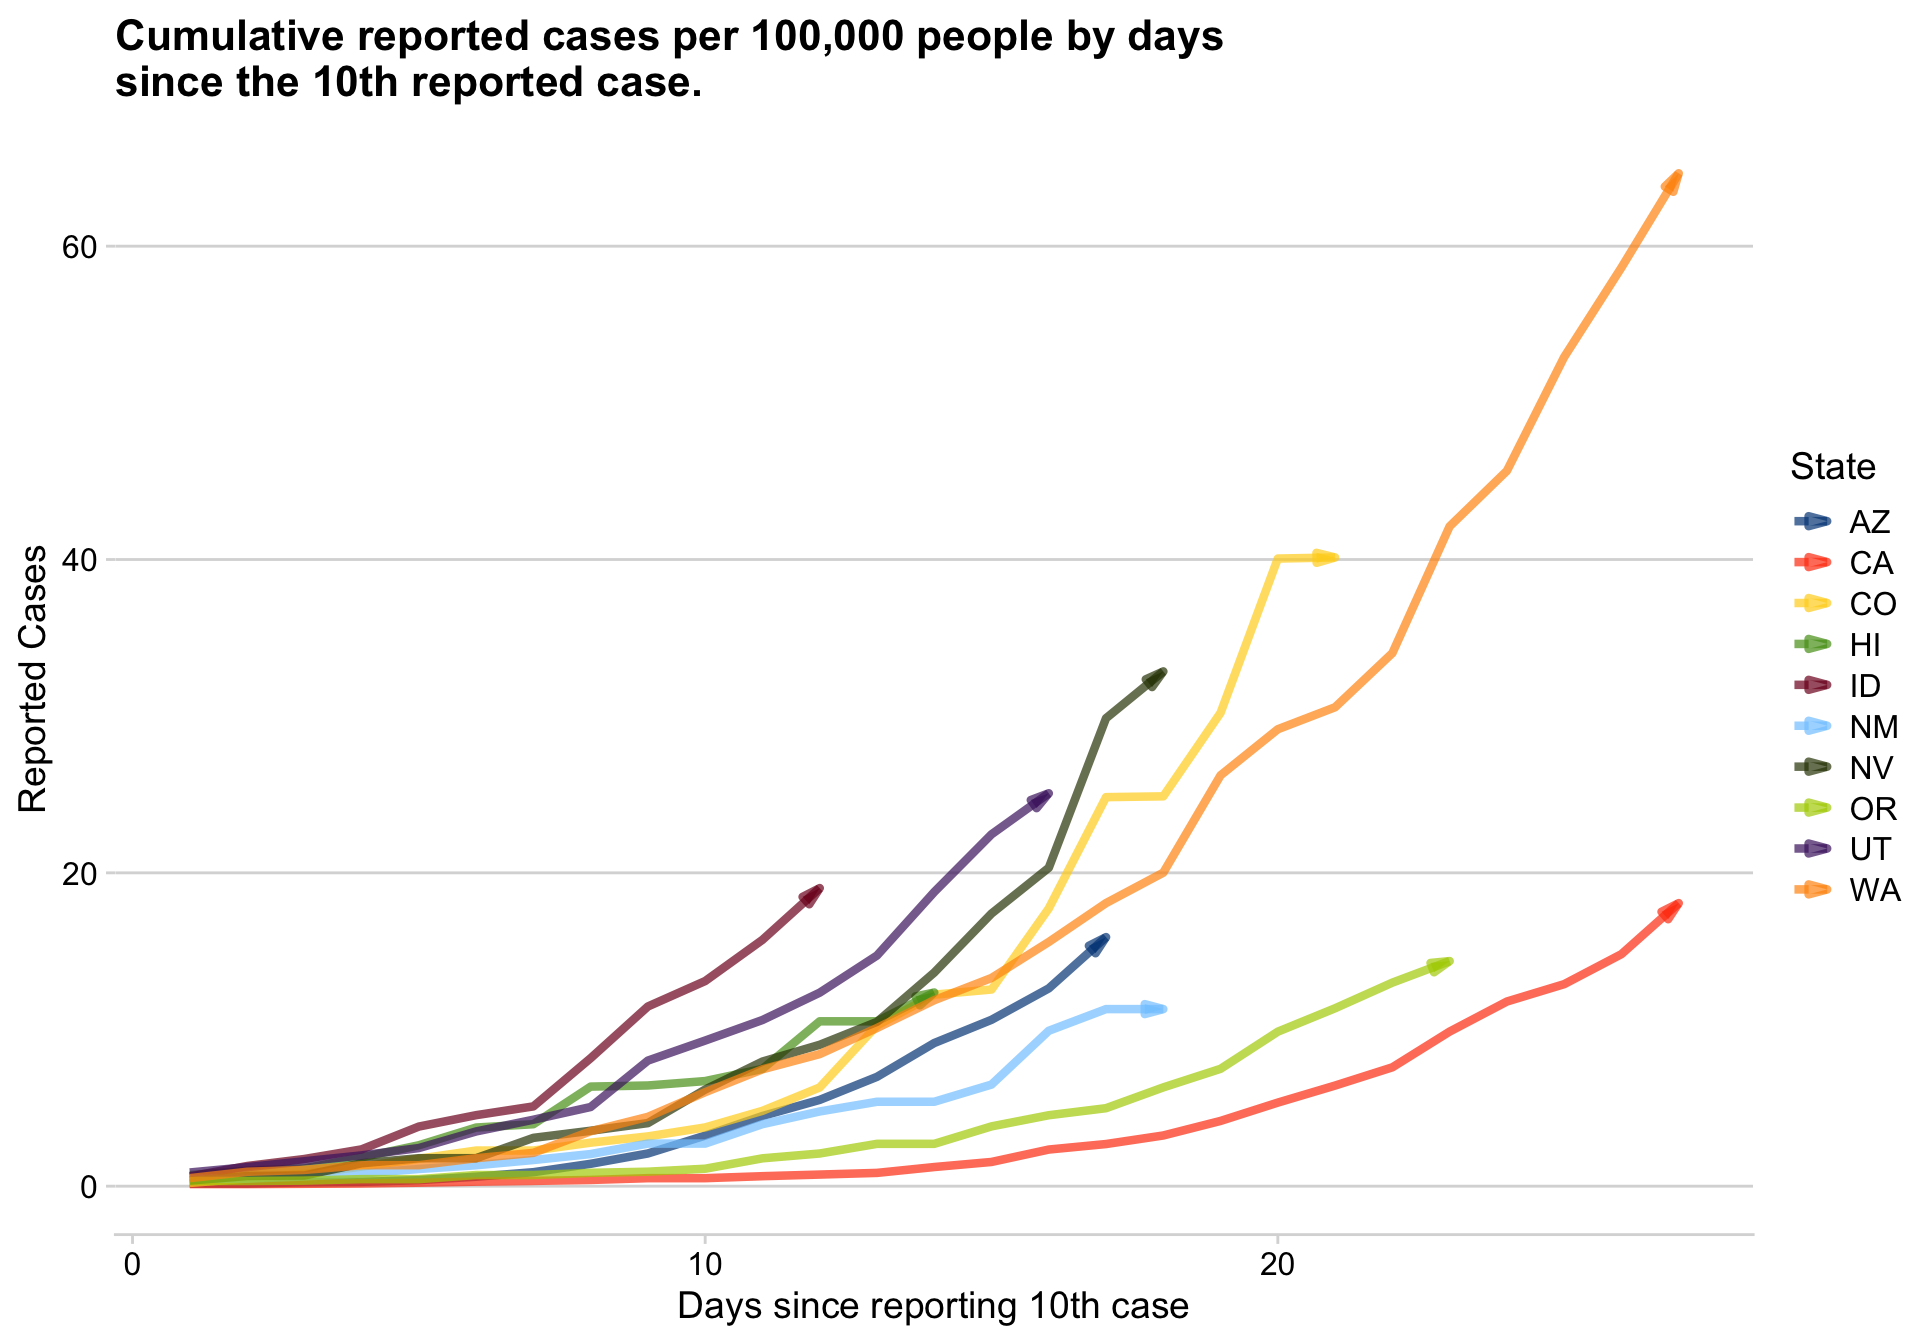 Cumulative reported cases per 100,000 people by days
since the 10th reported case.
60
40
20
0
Reported Cases
0
10
20
Days since reporting 10th case
State
AZ
CA
CO
HI
ID
NM
NV
OR
UT
WA